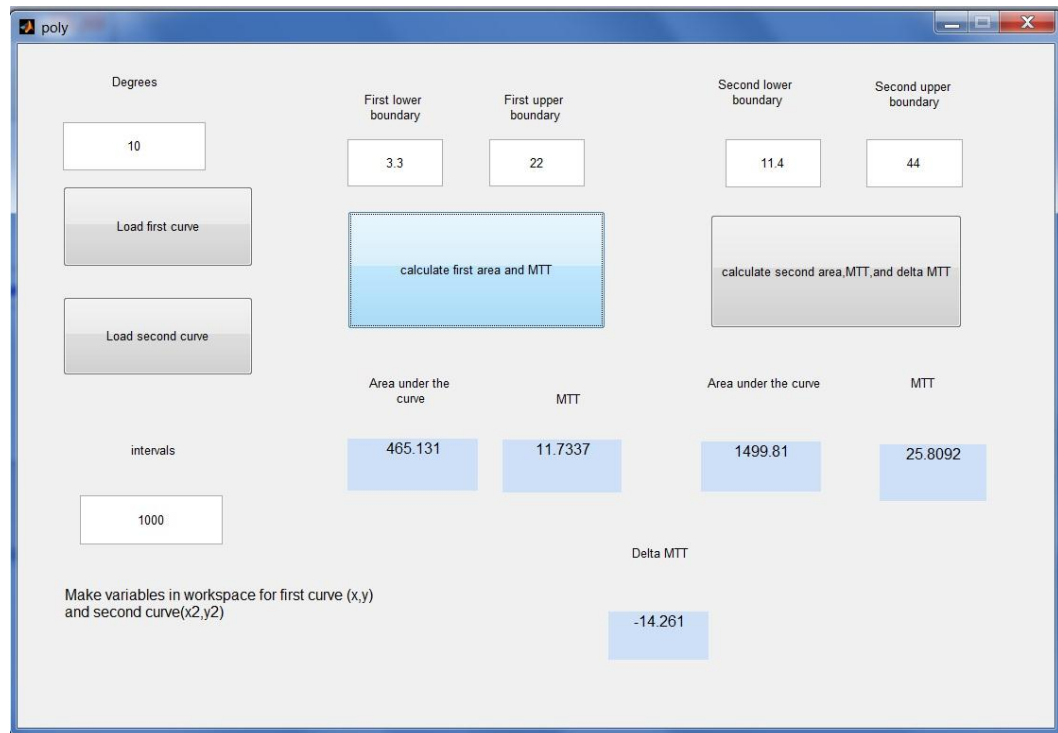 poly
Degrees
10
Load first curve
Load second curve
intervals
1000
Make variables in workspace for first curve (x,y)
and second curve(x2,y2)
First lower
boundary
3.3
First upper
boundary
22
calculate first area and MTT
Area under the
curve
465.131
MTT
11.7337
Second lower
boundary
11.4
Second upper
boundary
44
calculate second area,MTT,and delta MTT
Area under the curve
1499.81
MTT
25.8092
Delta MTT
-14.261